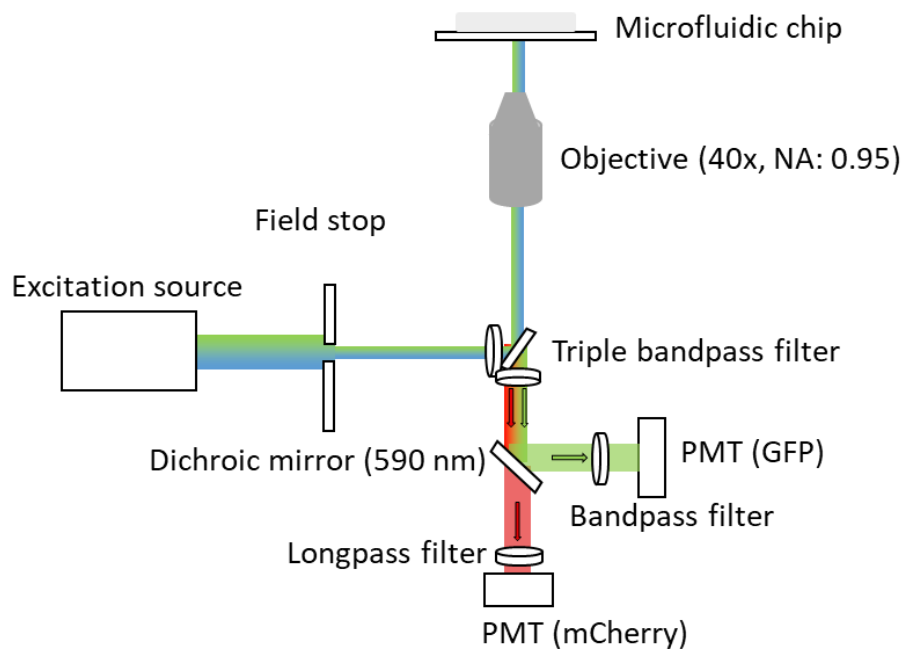 Microfluidic chip
Objective (40x, NA: 0.95)
Field stop
Excitation source
Triple bandpass filter
Dichroic mirror (590 nm)
PMT (GFP)
Bandpass filter
Longpass filter
PMT (mCherry)